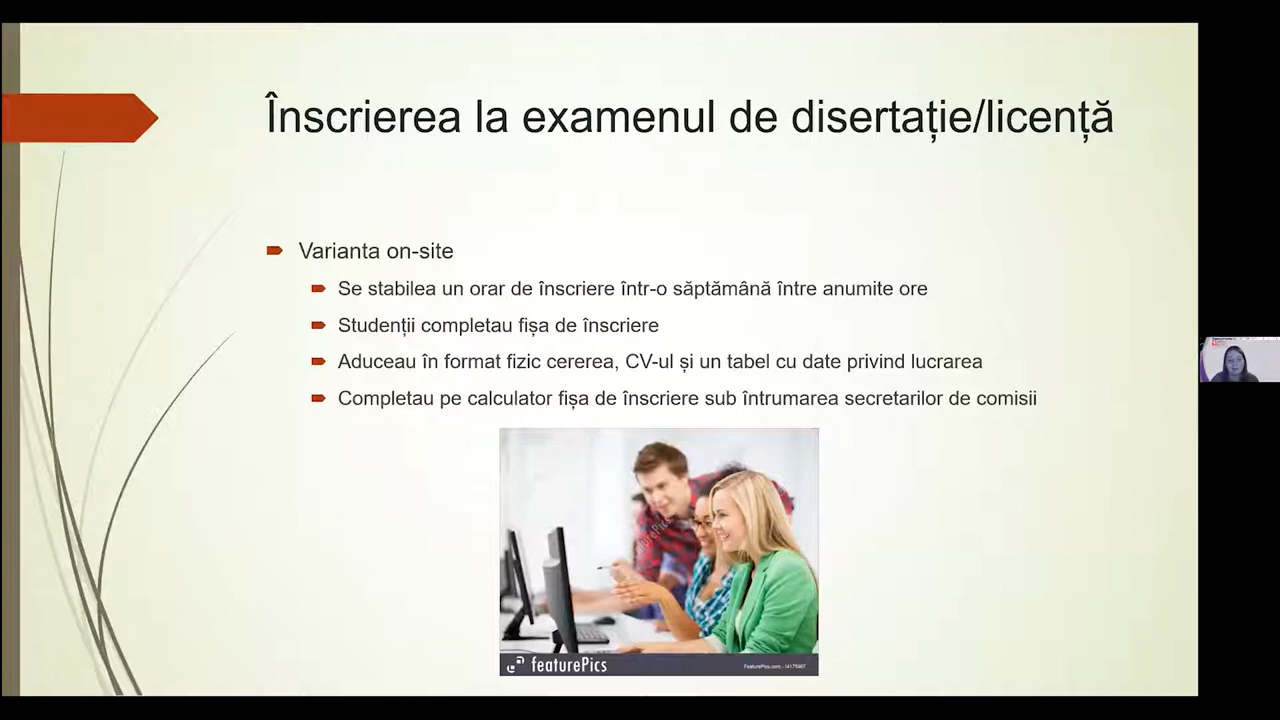 Înscrierea la examenul de disertație/licență
Varianta on-site
Se stabilea un orar de înscriere într-o săptămână între anumite ore
Studenții completau fișa de înscriere
Aduceau în format fizic cererea, CV-ul și un tabel cu date privind lucrarea
Completau pe calculator fișa de înscriere sub întrumarea secretarilor de comisii
featurePics